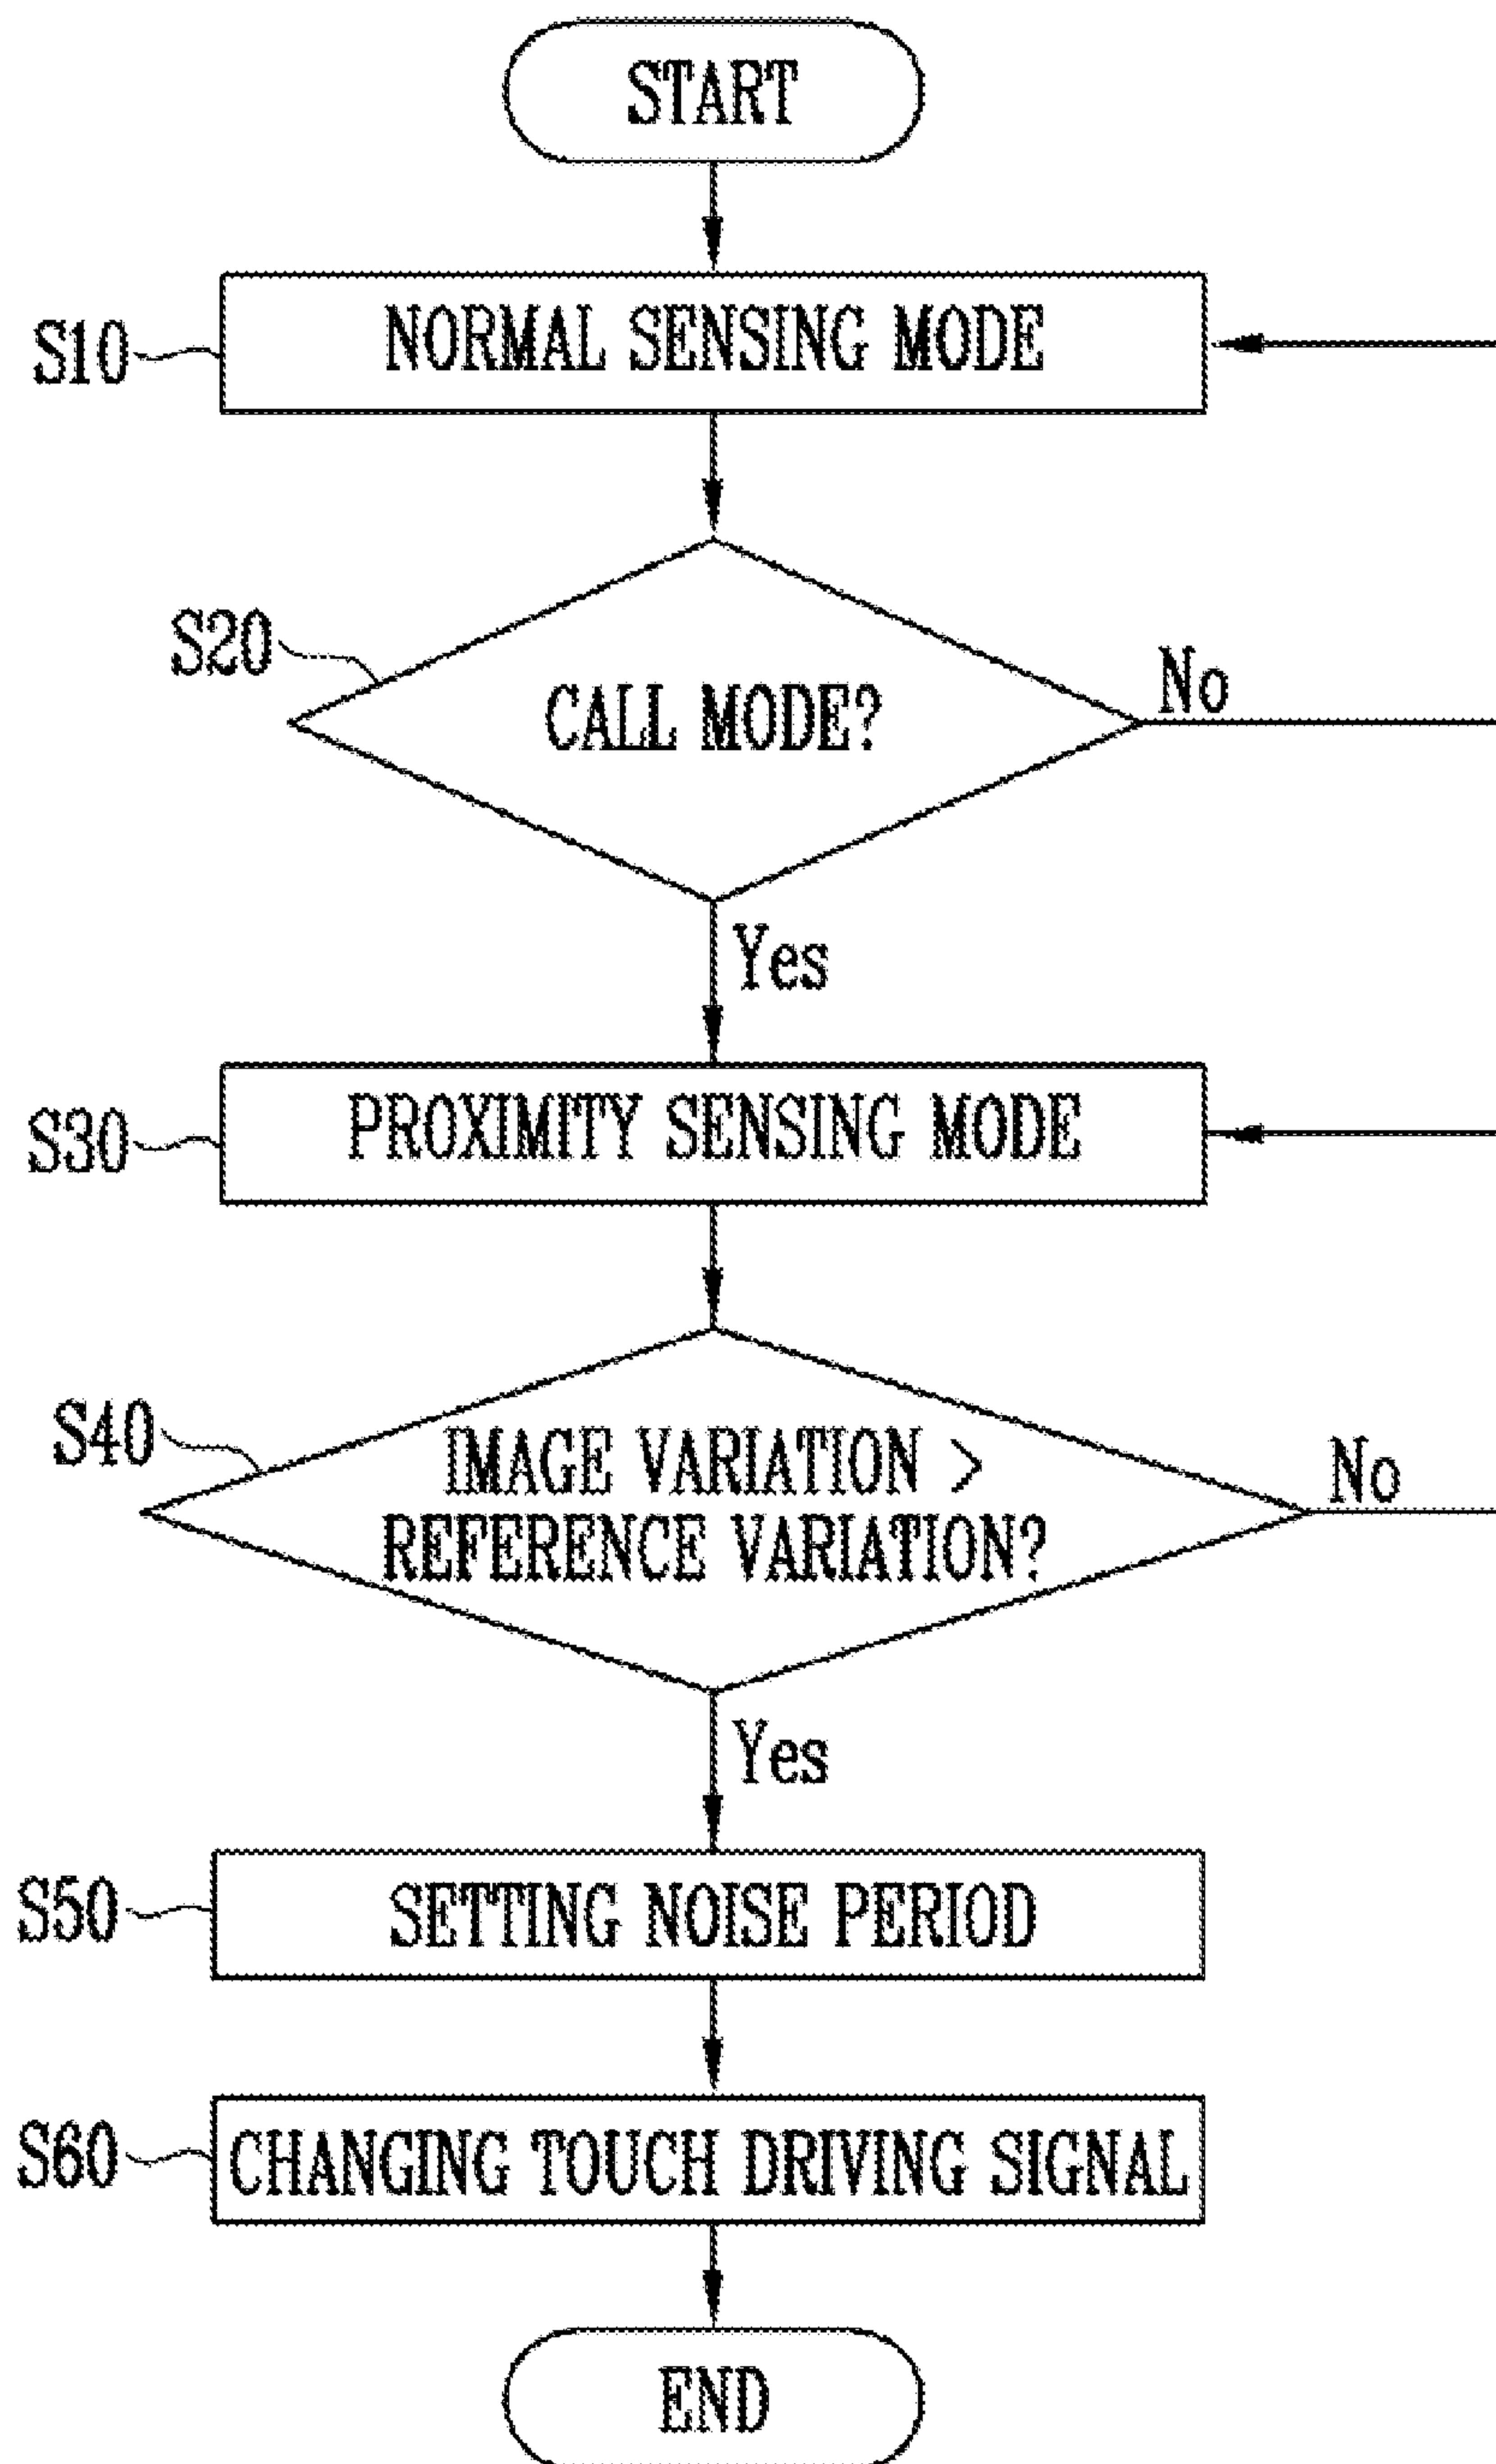 START
S10
NORMAL SENSING MODE
S20
CALL MODE?
No
Yes
S30
PROXIMITY SENSING MODE
S40
IMAGE VARIATION >
REFERENCE VARIATION?
No
Yes
S50
SETTING NOISE PERIOD
S60
CHANGING TOUCH DRIVING SIGNAL
END